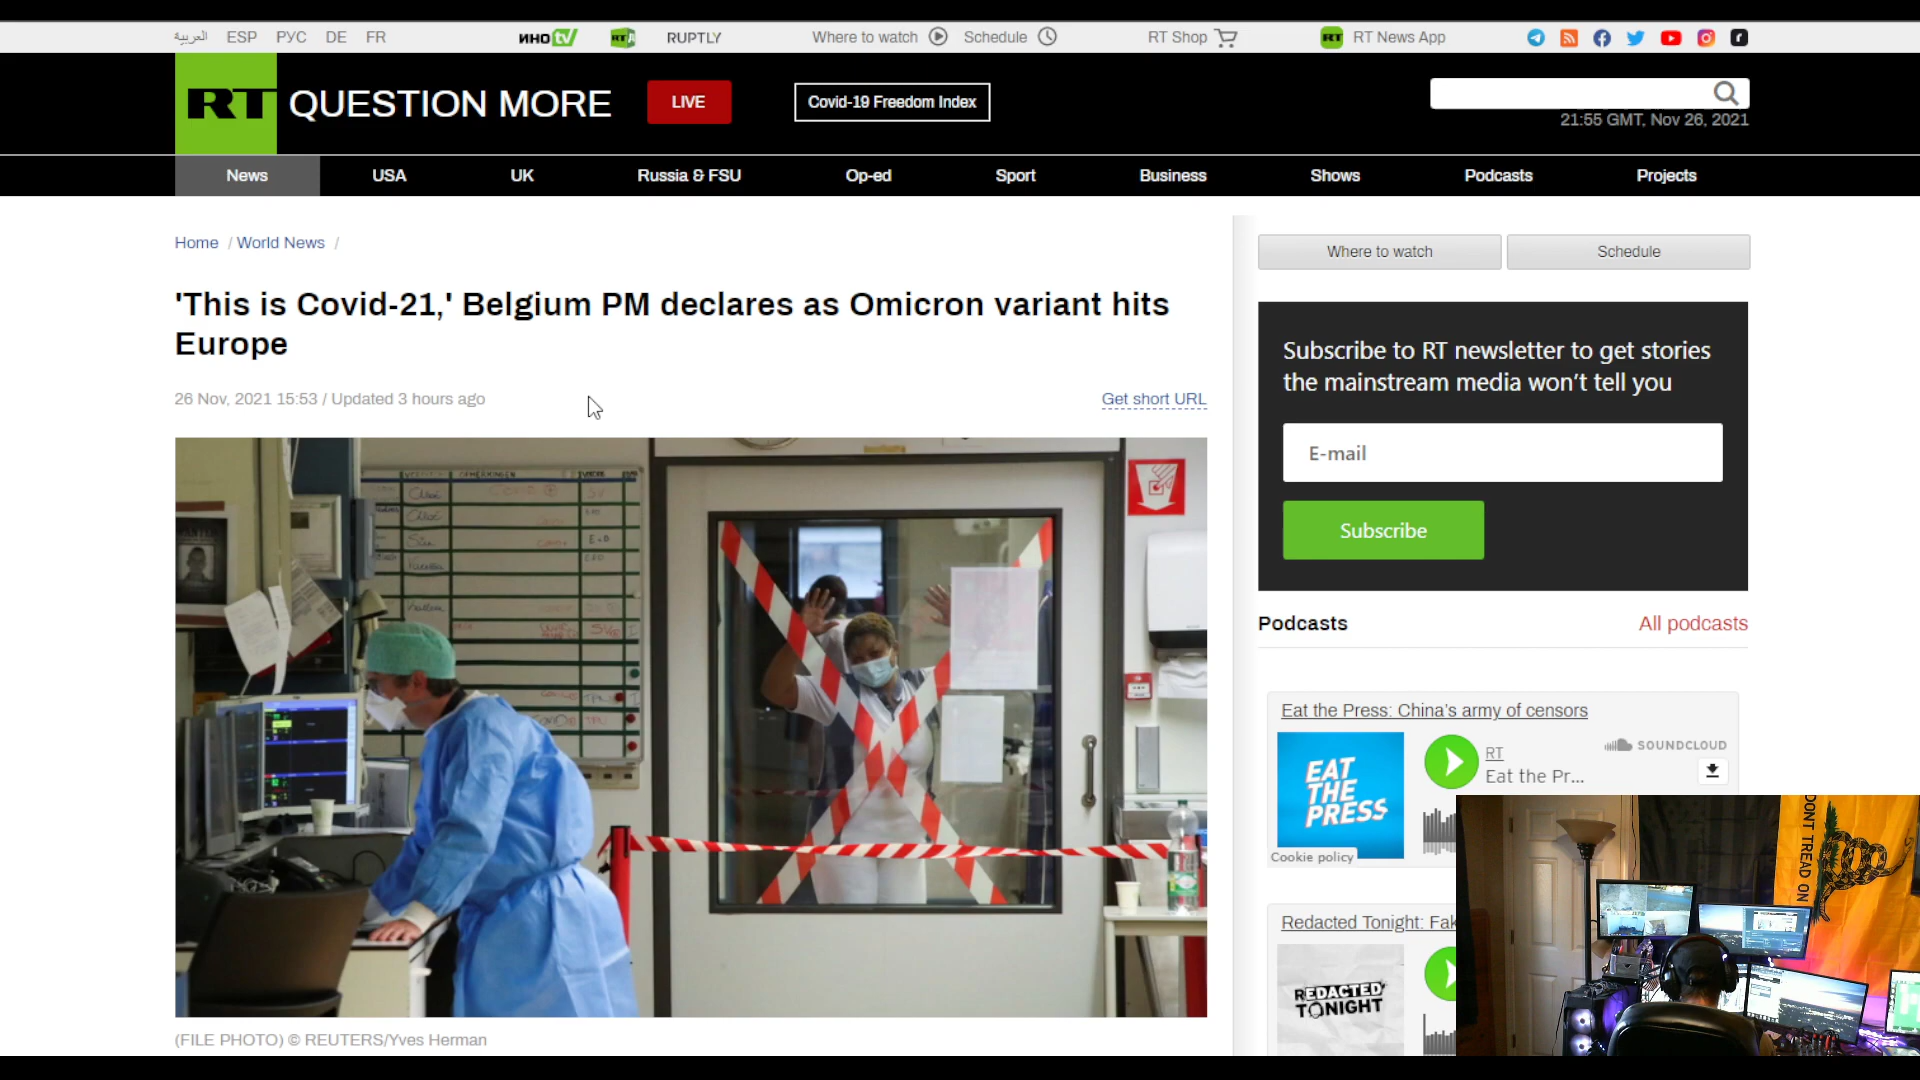 العربية ESP РУС DE FR ИНО TV RTД RUPTLY Where to watch Schedule RT Shop RT RT News App
RT QUESTION MORE LIVE Covid-19 Freedom Index
21:55 GMT, Nov 26, 2021
News USA UK Russia & FSU Op-ed Sport Business Shows Podcasts Projects
Home / World News /
'This is Covid-21,' Belgium PM declares as Omicron variant hits
Europe
26 Nov, 2021 15:53 / Updated 3 hours ago
Get short URL
(FILE PHOTO) © REUTERS/Yves Herman
Where to watch Schedule
Subscribe to RT newsletter to get stories
the mainstream media won't tell you
E-mail
Subscribe
Podcasts All podcasts
Eat the Press: China's army of censors
EAT
THE
PRESS
RT
Eat the Pr...
SOUNDCLOUD
Cookie policy
Redacted Tonight: Fak
REDACTED
TONIGHT
DONT TREAD ON